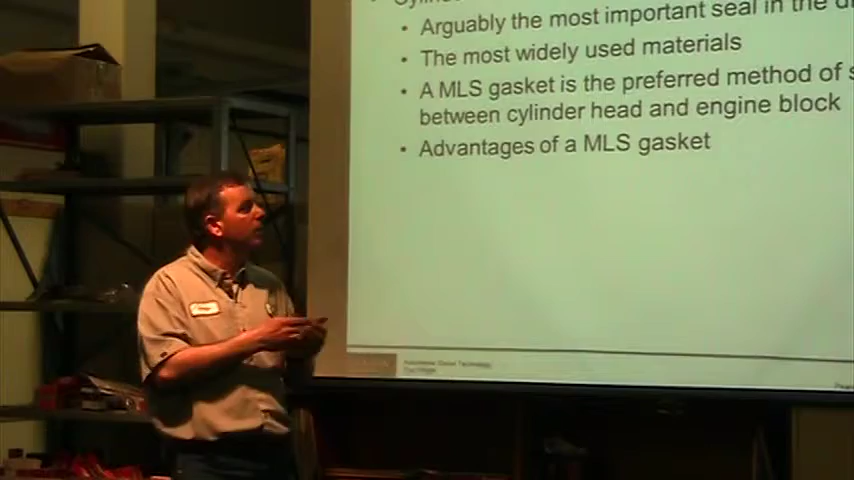 • Arguably the most important seal in the
• The most widely used materials
• A MLS gasket is the preferred method of
between cylinder head and engine block
• Advantages of a MLS gasket